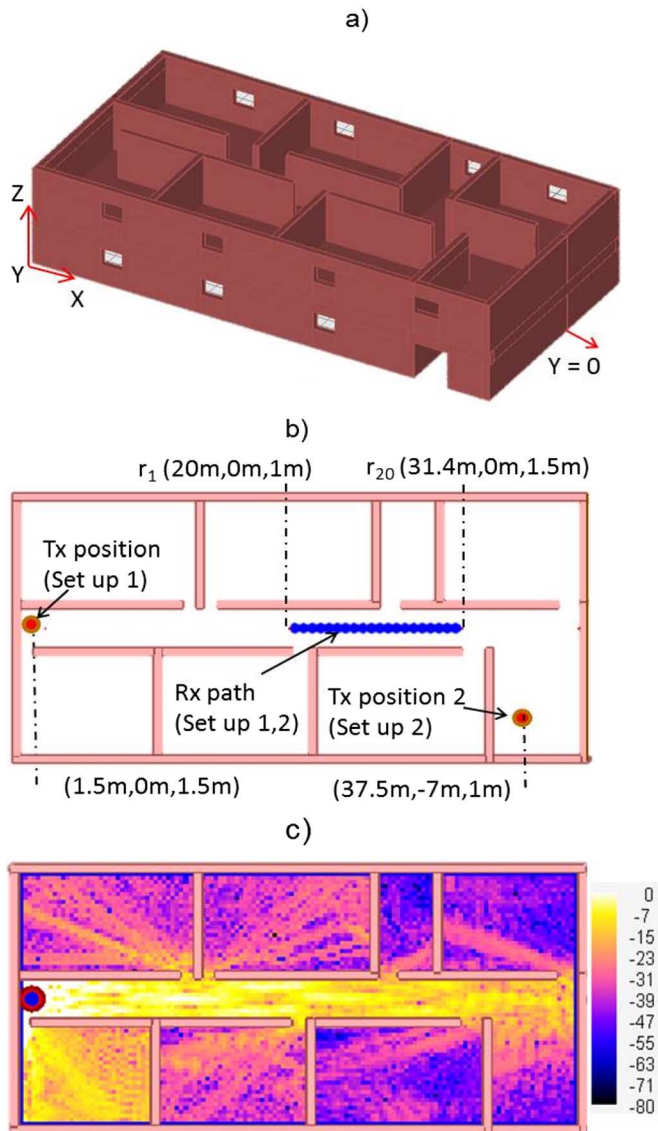 a)
Z
Y
X
Y = 0
b)
r₁ (20m,0m,1m)
r₂₀ (31.4m,0m,1.5m)
Tx position
(Set up 1)
Rx path
(Set up 1,2)
Tx position 2
(Set up 2)
(1.5m,0m,1.5m)
(37.5m,-7m,1m)
c)
0
-7
-15
-23
-31
-39
-47
-55
-63
-71
-80